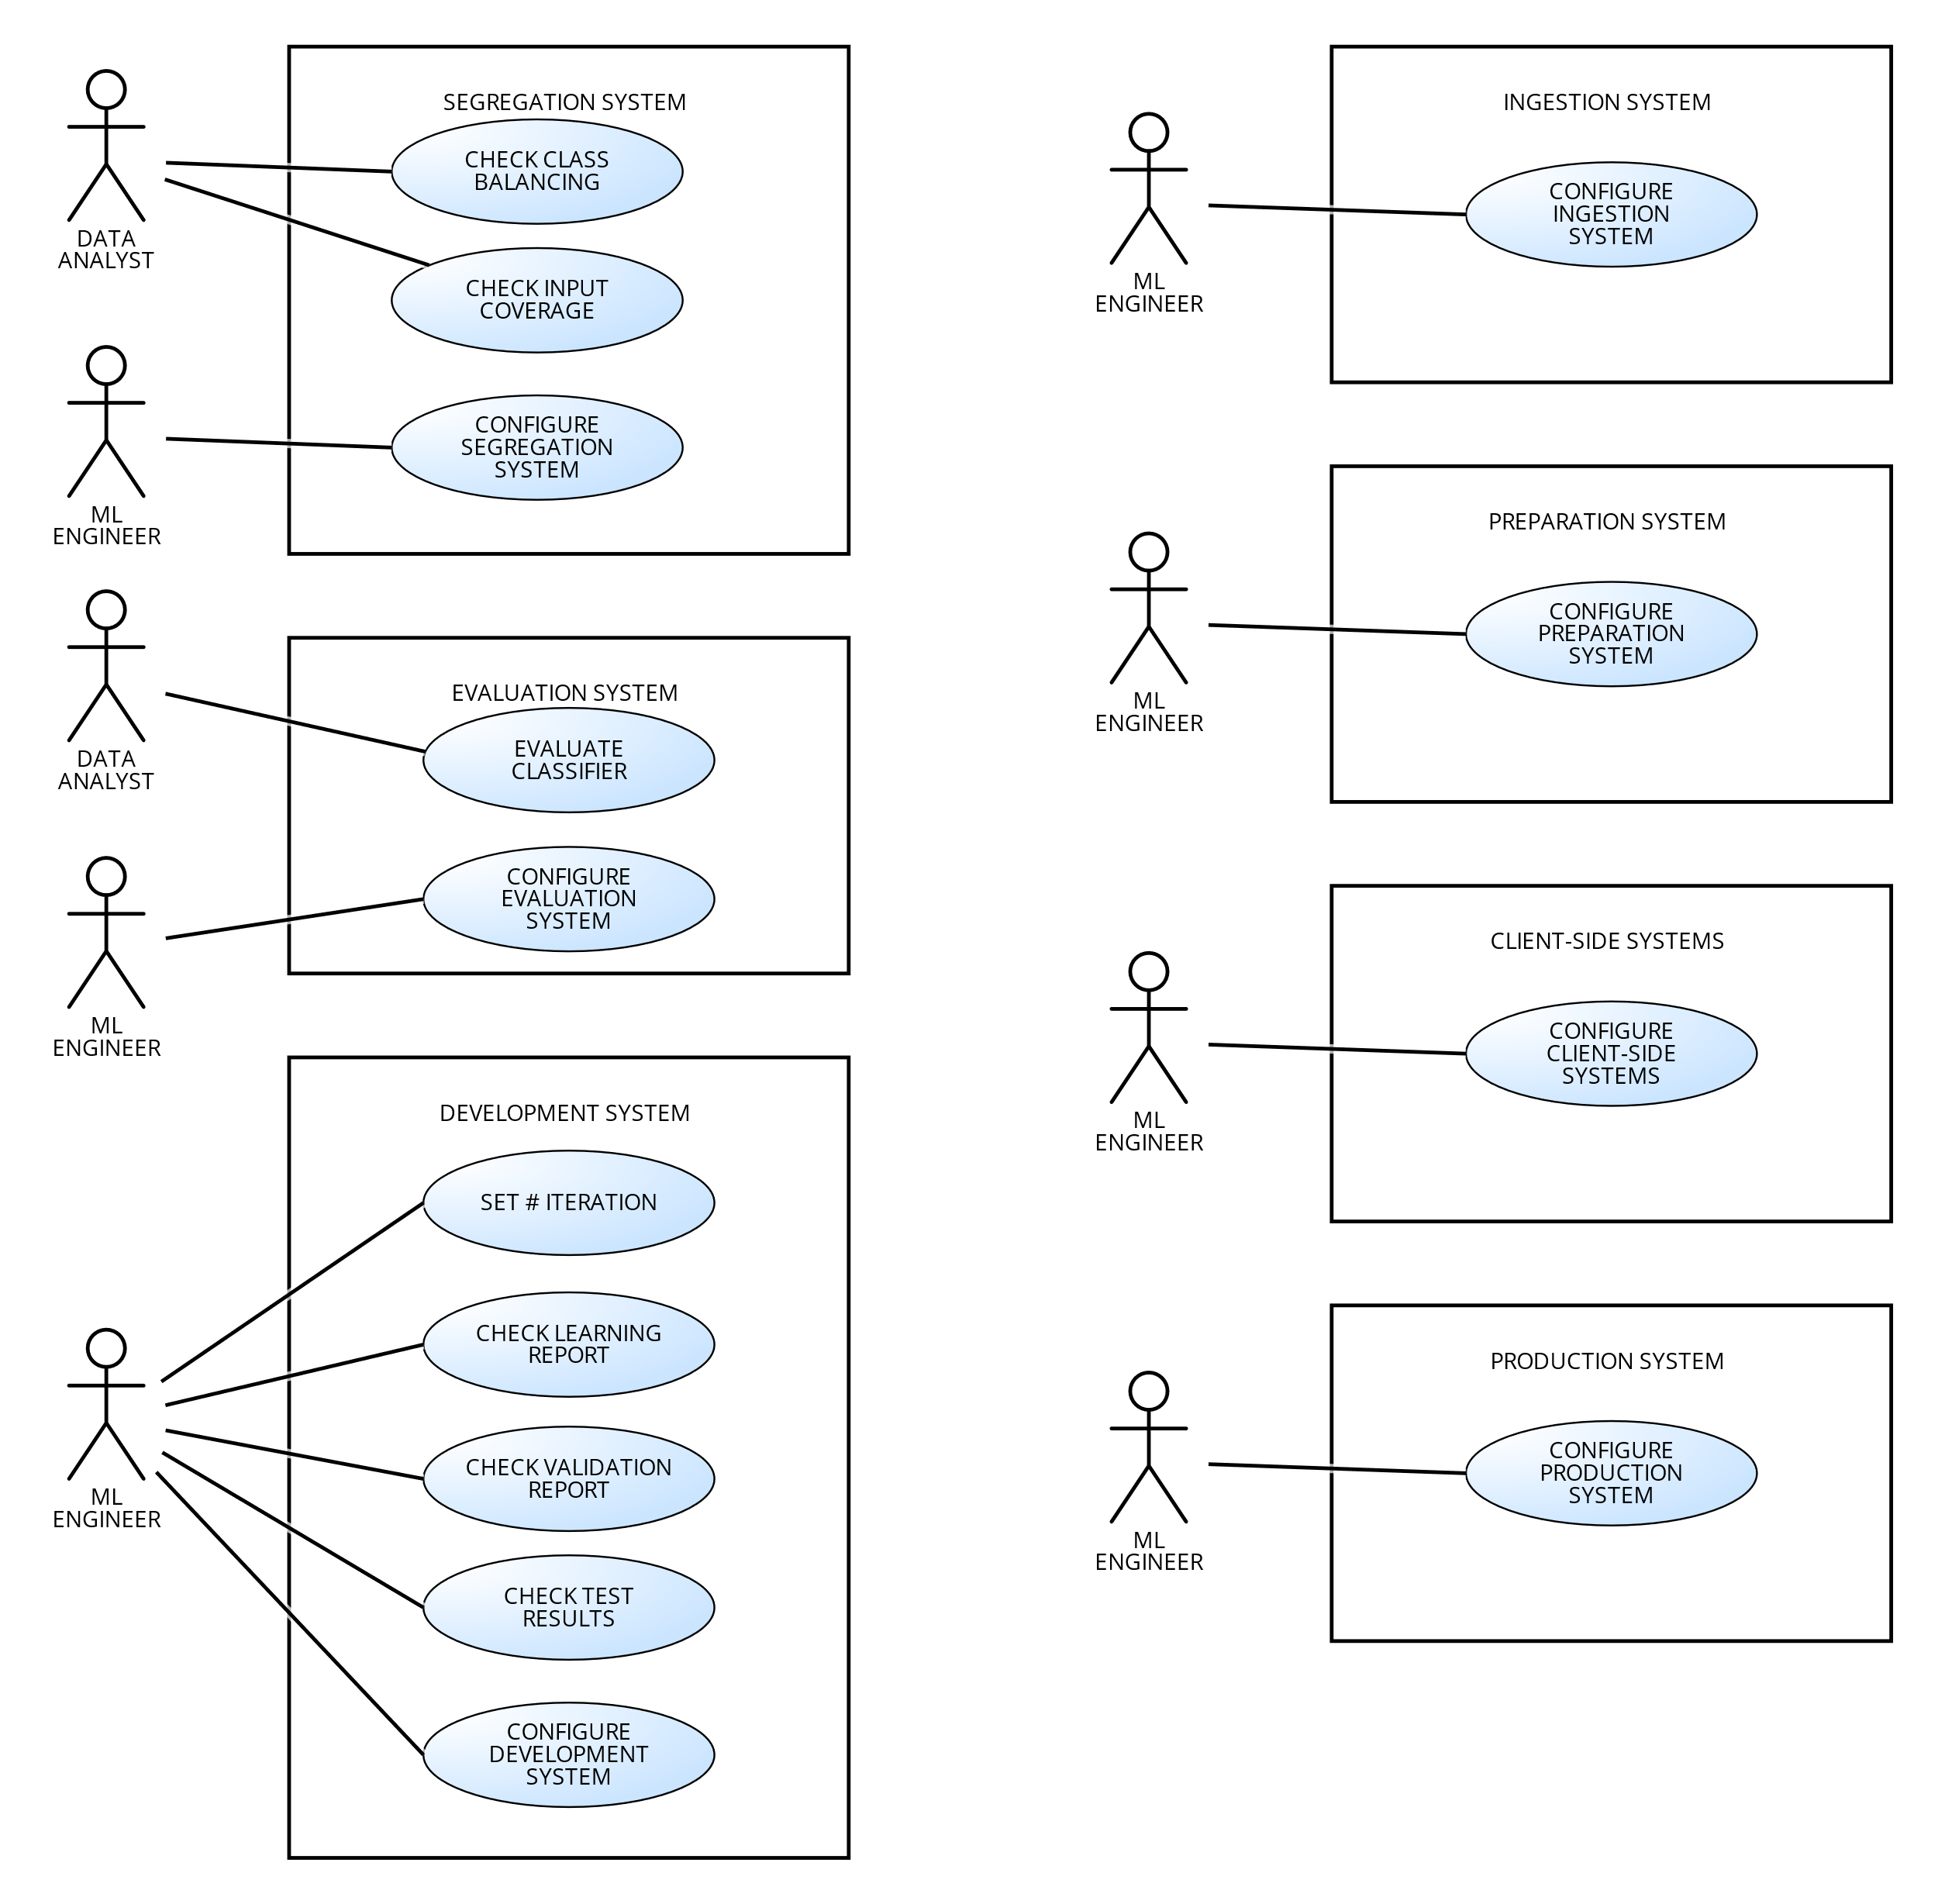 SEGREGATION SYSTEM
DATA
ANALYST
CHECK CLASS
BALANCING
CHECK INPUT
COVERAGE
ML
ENGINEER
CONFIGURE
SEGREGATION
SYSTEM
EVALUATION SYSTEM
DATA
ANALYST
EVALUATE
CLASSIFIER
ML
ENGINEER
CONFIGURE
EVALUATION
SYSTEM
DEVELOPMENT SYSTEM
ML
ENGINEER
SET # ITERATION
CHECK LEARNING
REPORT
CHECK VALIDATION
REPORT
CHECK TEST
RESULTS
CONFIGURE
DEVELOPMENT
SYSTEM
INGESTION SYSTEM
ML
ENGINEER
CONFIGURE
INGESTION
SYSTEM
PREPARATION SYSTEM
ML
ENGINEER
CONFIGURE
PREPARATION
SYSTEM
CLIENT-SIDE SYSTEMS
ML
ENGINEER
CONFIGURE
CLIENT-SIDE
SYSTEMS
PRODUCTION SYSTEM
ML
ENGINEER
CONFIGURE
PRODUCTION
SYSTEM